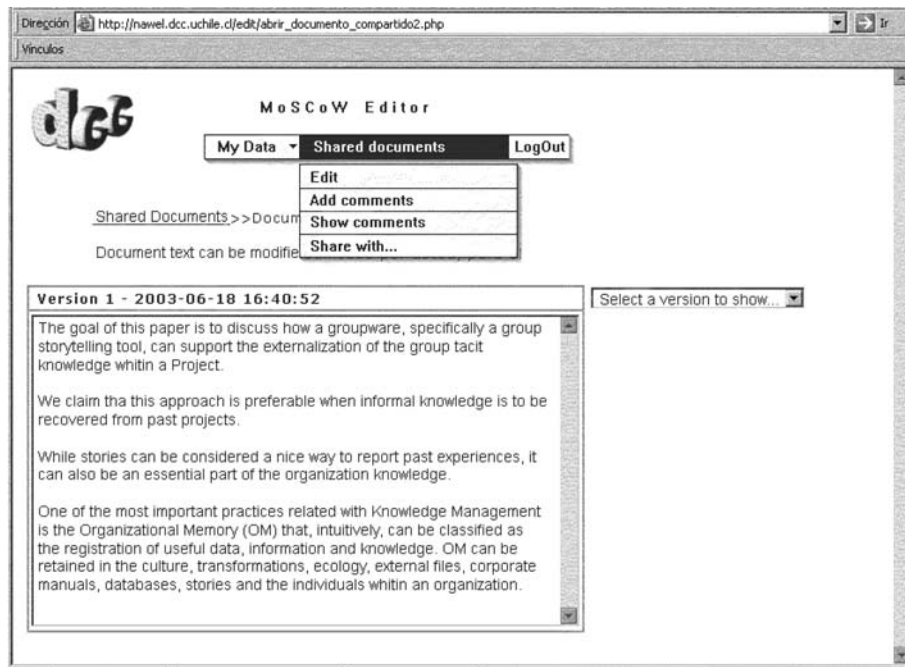 Dirección http://nawel.dcc.uchile.cl/edit/abrir_documento_compartido2.php Ir
Vínculos
dcc
MoSCoW Editor
My Data Shared documents LogOut
Edit
Add comments
Show comments
Share with...
Shared Documents >>Docum
Document text can be modifie
Version 1 - 2003-06-18 16:40:52
Select a version to show...
The goal of this paper is to discuss how a groupware, specifically a group
storytelling tool, can support the externalization of the group tacit
knowledge whitin a Project.
We claim tha this approach is preferable when informal knowledge is to be
recovered from past projects.
While stories can be considered a nice way to report past experiences, it
can also be an essential part of the organization knowledge.
One of the most important practices related with Knowledge Management
is the Organizational Memory (OM) that, intuitively, can be classified as
the registration of useful data, information and knowledge. OM can be
retained in the culture, transformations, ecology, external files, corporate
manuals, databases, stories and the individuals whitin an organization.